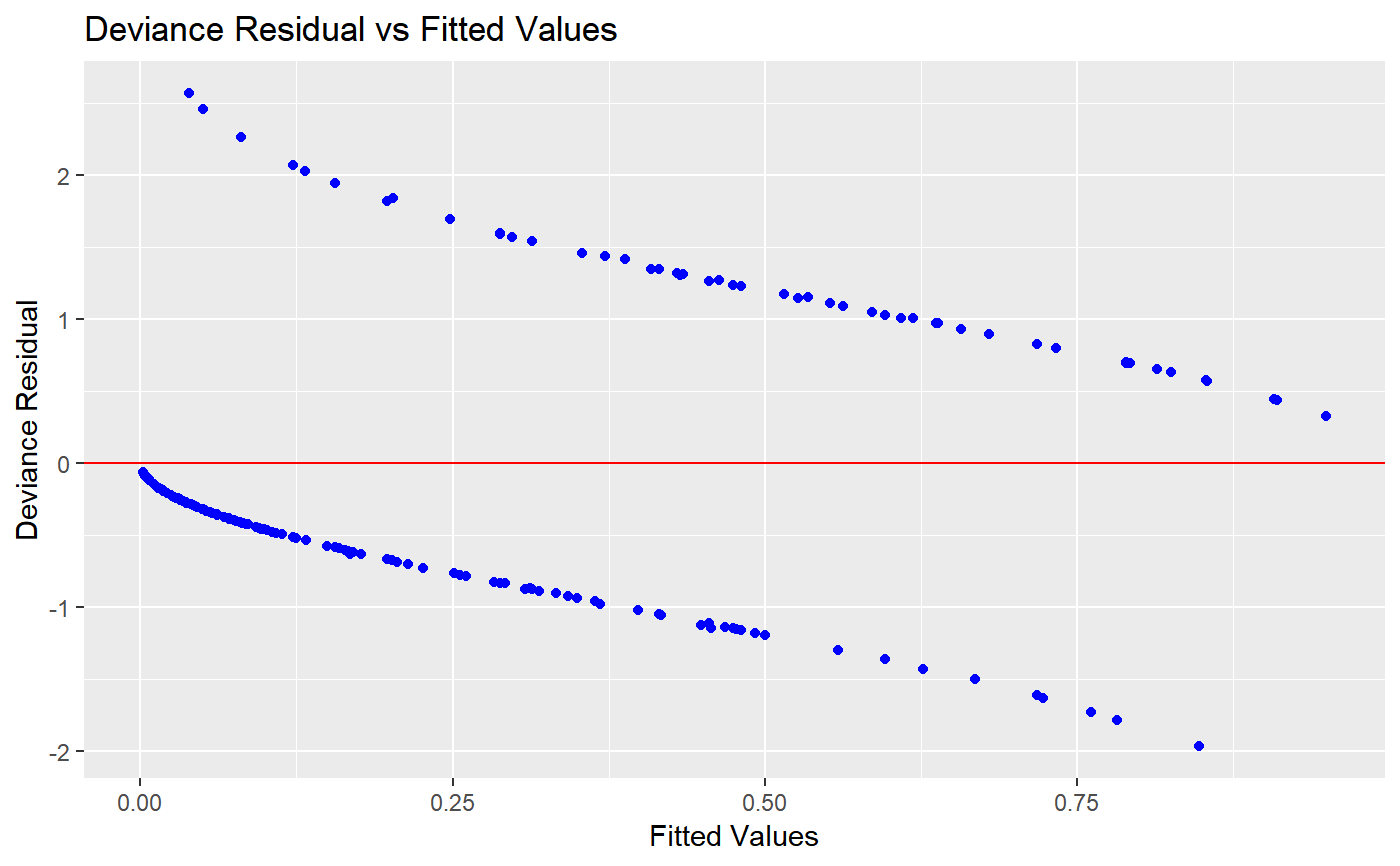 Deviance Residual vs Fitted Values
Deviance Residual
2
1
0
-1
-2
0.00 0.25 0.50 0.75
Fitted Values